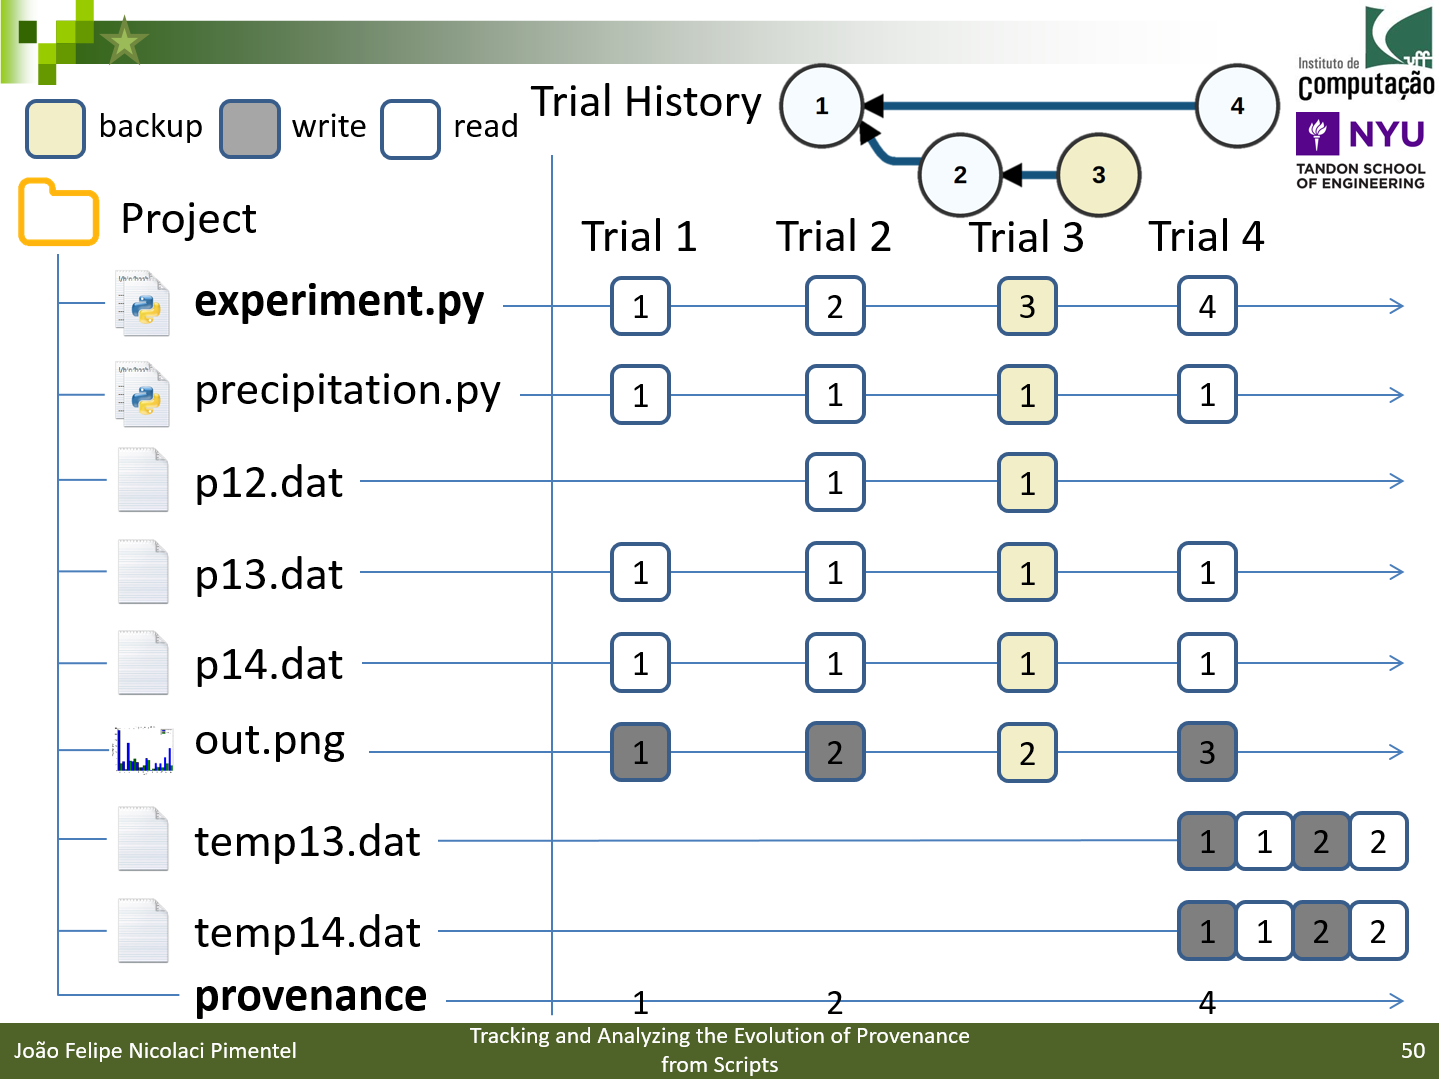 Instituto de
computação
uff
NYU
TANDON SCHOOL
OF ENGINEERING
backup write read
Trial History 1 4
2 3
Project
Trial 1 Trial 2 Trial 3 Trial 4
experiment.py 1 2 3 4
precipitation.py 1 1 1 1
p12.dat 1 1
p13.dat 1 1 1 1
p14.dat 1 1 1 1
out.png 1 2 2 3
temp13.dat 1 1 2 2
temp14.dat 1 1 2 2
provenance 1 2 4
João Felipe Nicolaci Pimentel
Tracking and Analyzing the Evolution of Provenance
from Scripts
50